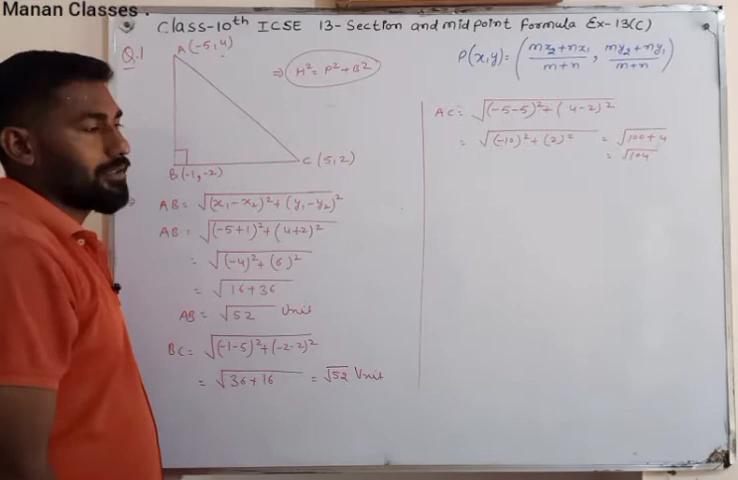 Manan Classes .
Class-10th ICSE 13-Section and midpoint formula Ex-13(C)
Q.1
A(-5,4)
⇒ H² = P² + B²
P(x,y) = (mx₂+nx₁/m+n , my₂+ny₁/m+n)
B(-1,-2)
C(5,2)
AB = √(x₁-x₂)²+(y₁-y₂)²
AB = √(-5+1)²+(4+2)²
= √(-4)²+(6)²
= √16+36
AB = √52 Unit
BC = √(-1-5)²+(-2-2)²
= √36+16 = √52 Unit
AC = √(-5-5)²+(4-2)²
= √(-10)²+(2)² = √100+4
= √104